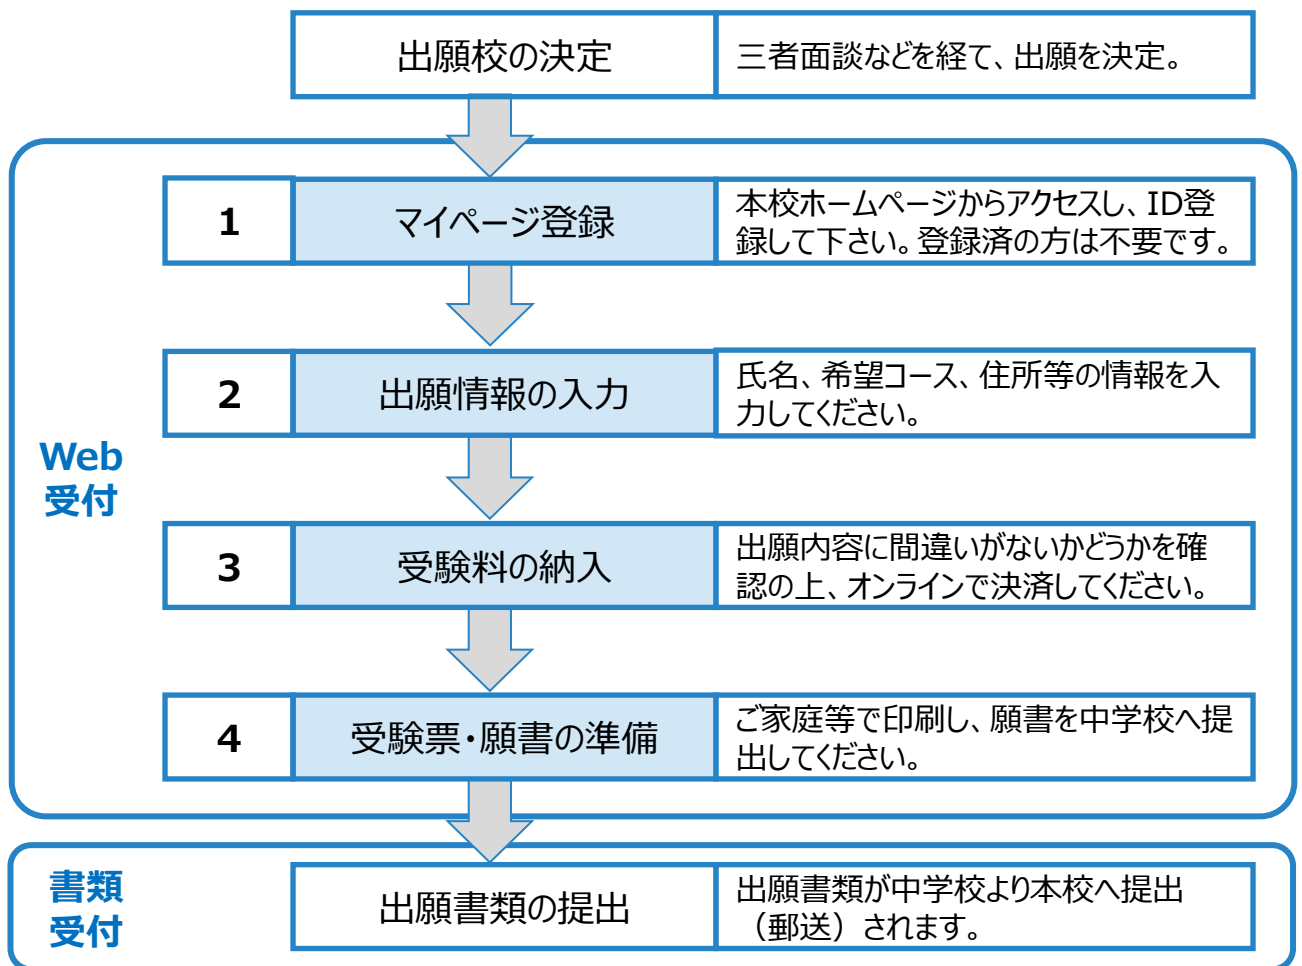 出願校の決定
三者面談などを経て、出願を決定。
1
マイページ登録
本校ホームページからアクセスし、ID登
録して下さい。登録済の方は不要です。
2
出願情報の入力
氏名、希望コース、住所等の情報を入
力してください。
Web
受付
3
受験料の納入
出願内容に間違いがないかどうかを確
認の上、オンラインで決済してください。
4
受験票・願書の準備
ご家庭等で印刷し、願書を中学校へ提
出してください。
書類
受付
出願書類の提出
出願書類が中学校より本校へ提出
（郵送）されます。